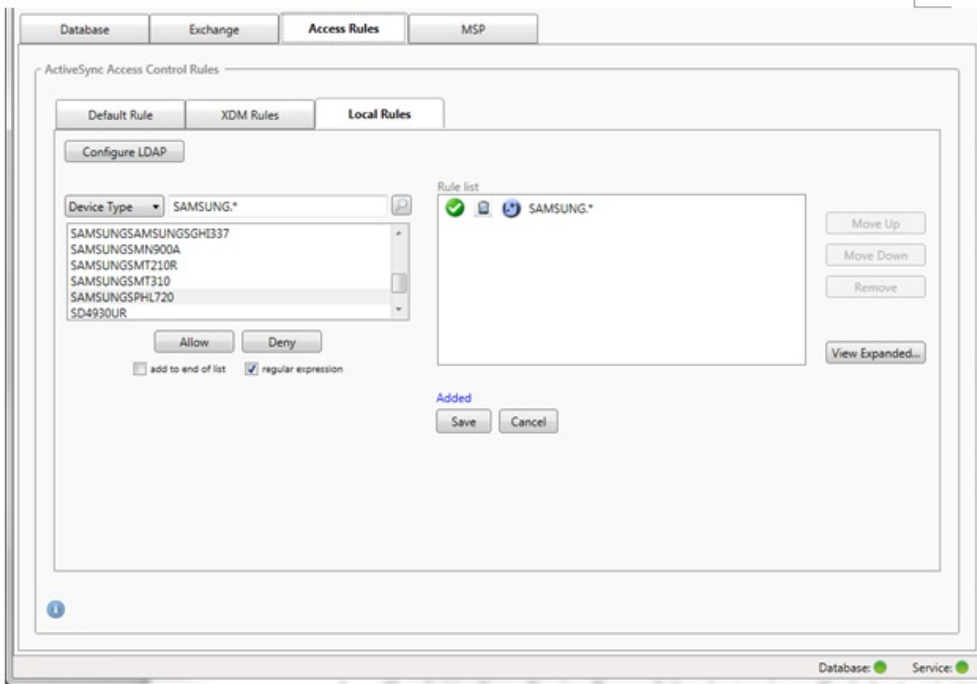 Database
Exchange
Access Rules
MSP
ActiveSync Access Control Rules
Default Rule
XDM Rules
Local Rules
Configure LDAP
Device Type
SAMSUNG.*
SAMSUNGSAMSUNGSGHI337
SAMSUNGSMN900A
SAMSUNGSMT210R
SAMSUNGSMT310
SAMSUNGSPHL720
SD4930UR
Allow
Deny
add to end of list
regular expression
Rule list
(.*)
SAMSUNG.*
Move Up
Move Down
Remove
View Expanded...
Added
Save
Cancel
Database:
Service: